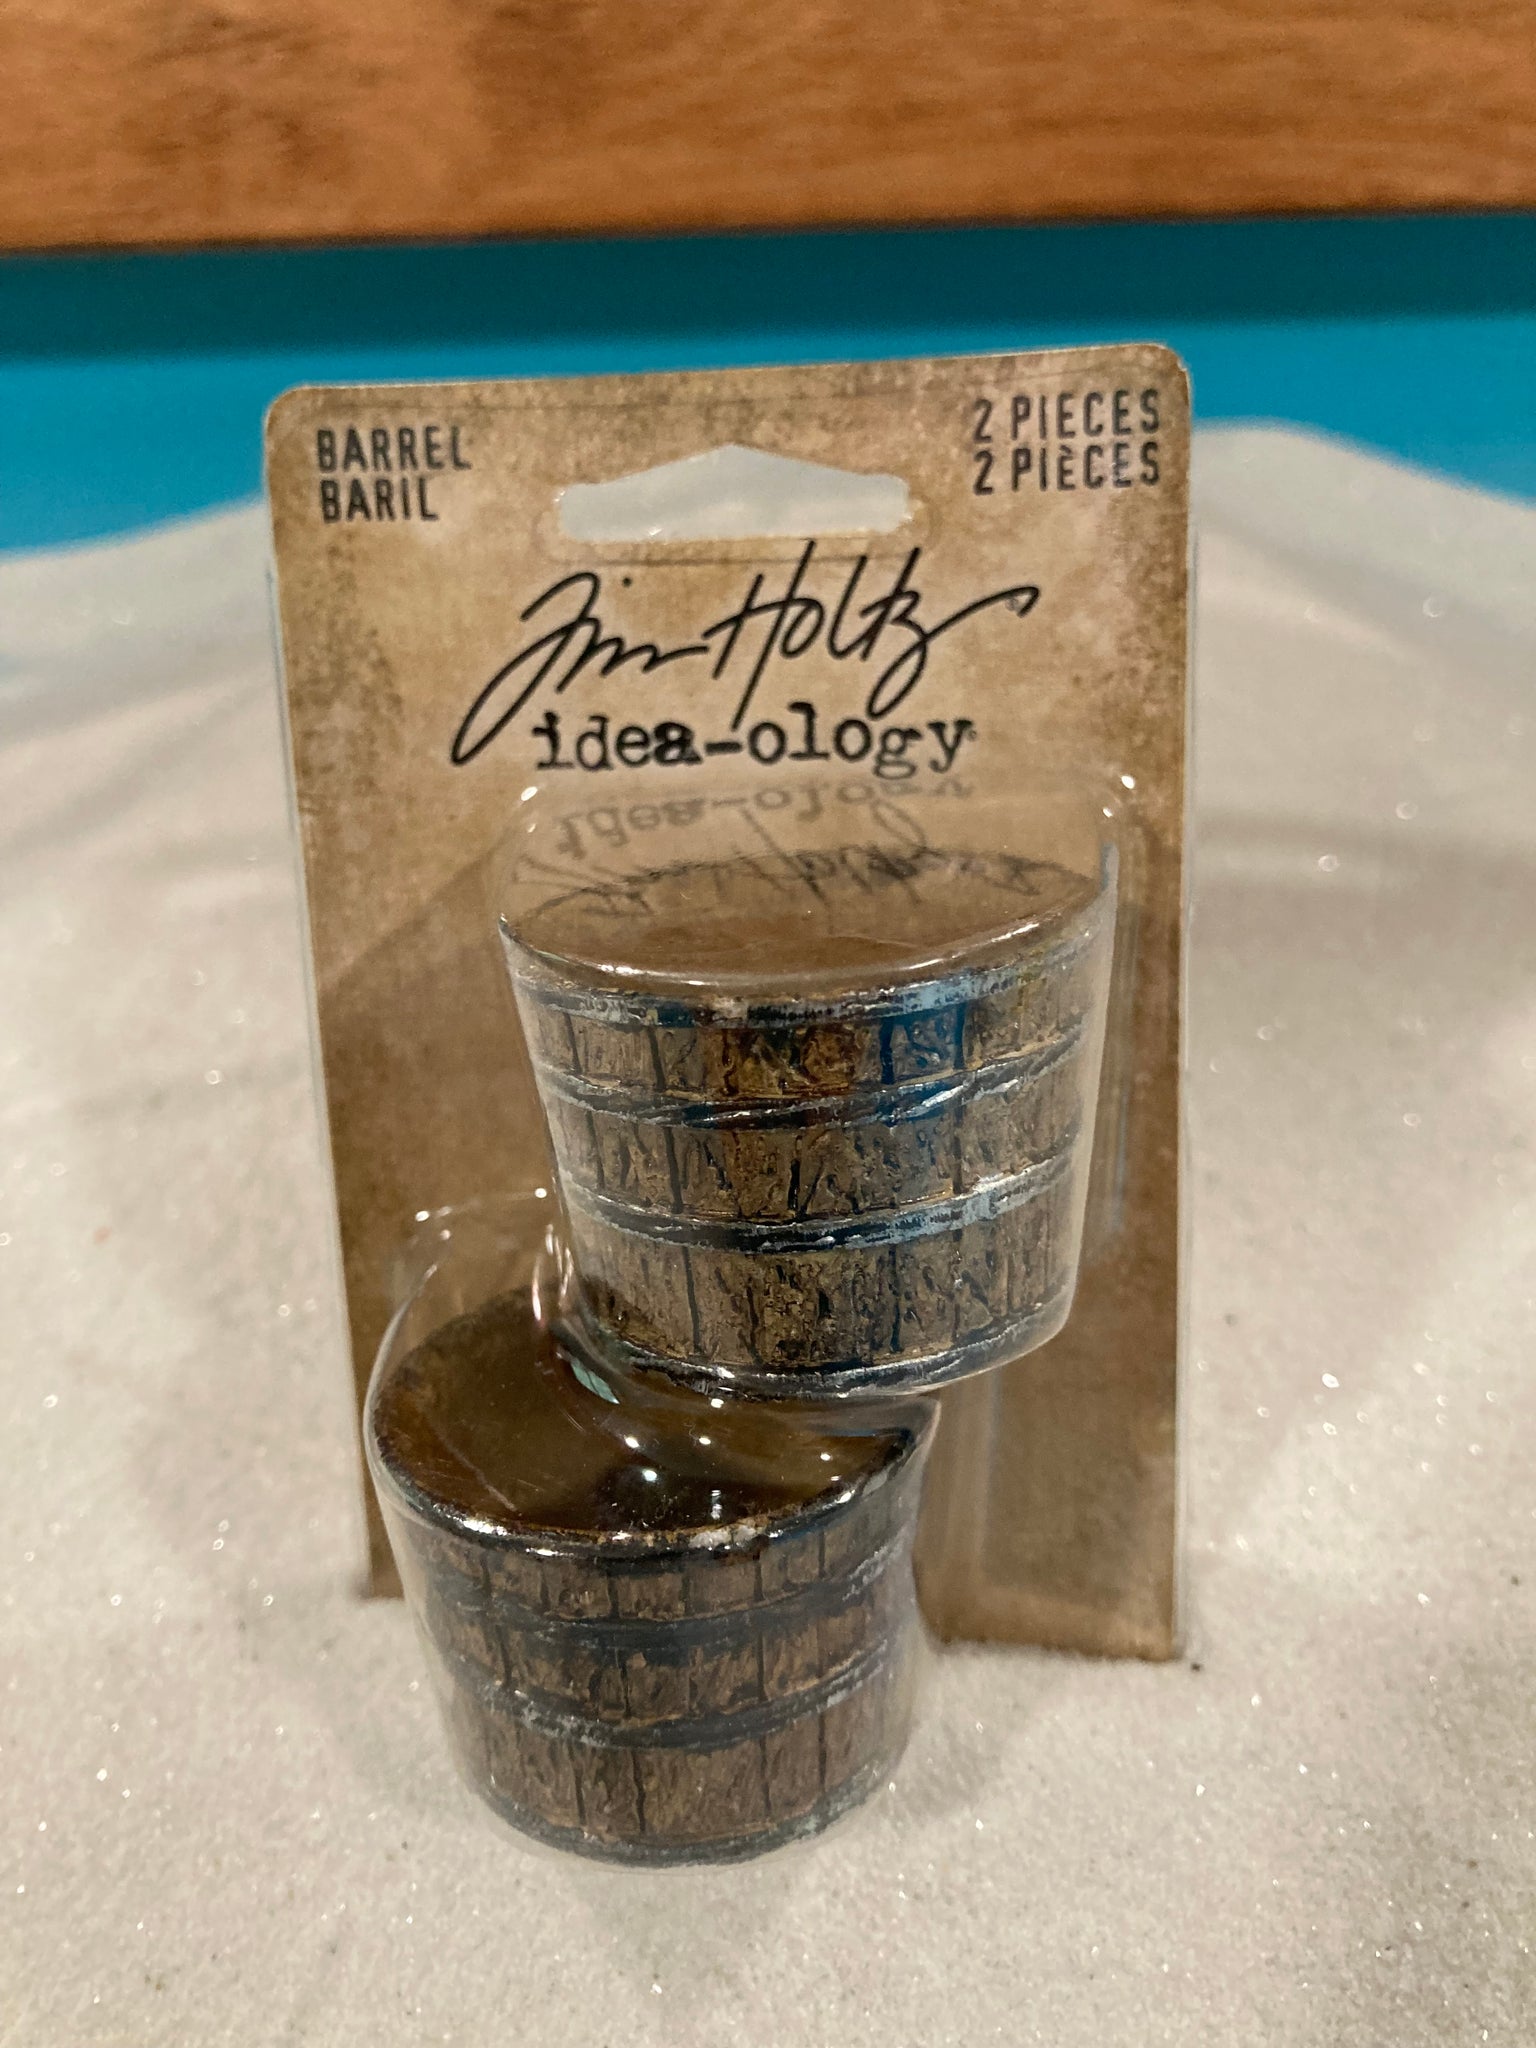 BARREL
BARIL
2 PIECES
2 PIÈCES
Tim Holtz
idea-ology